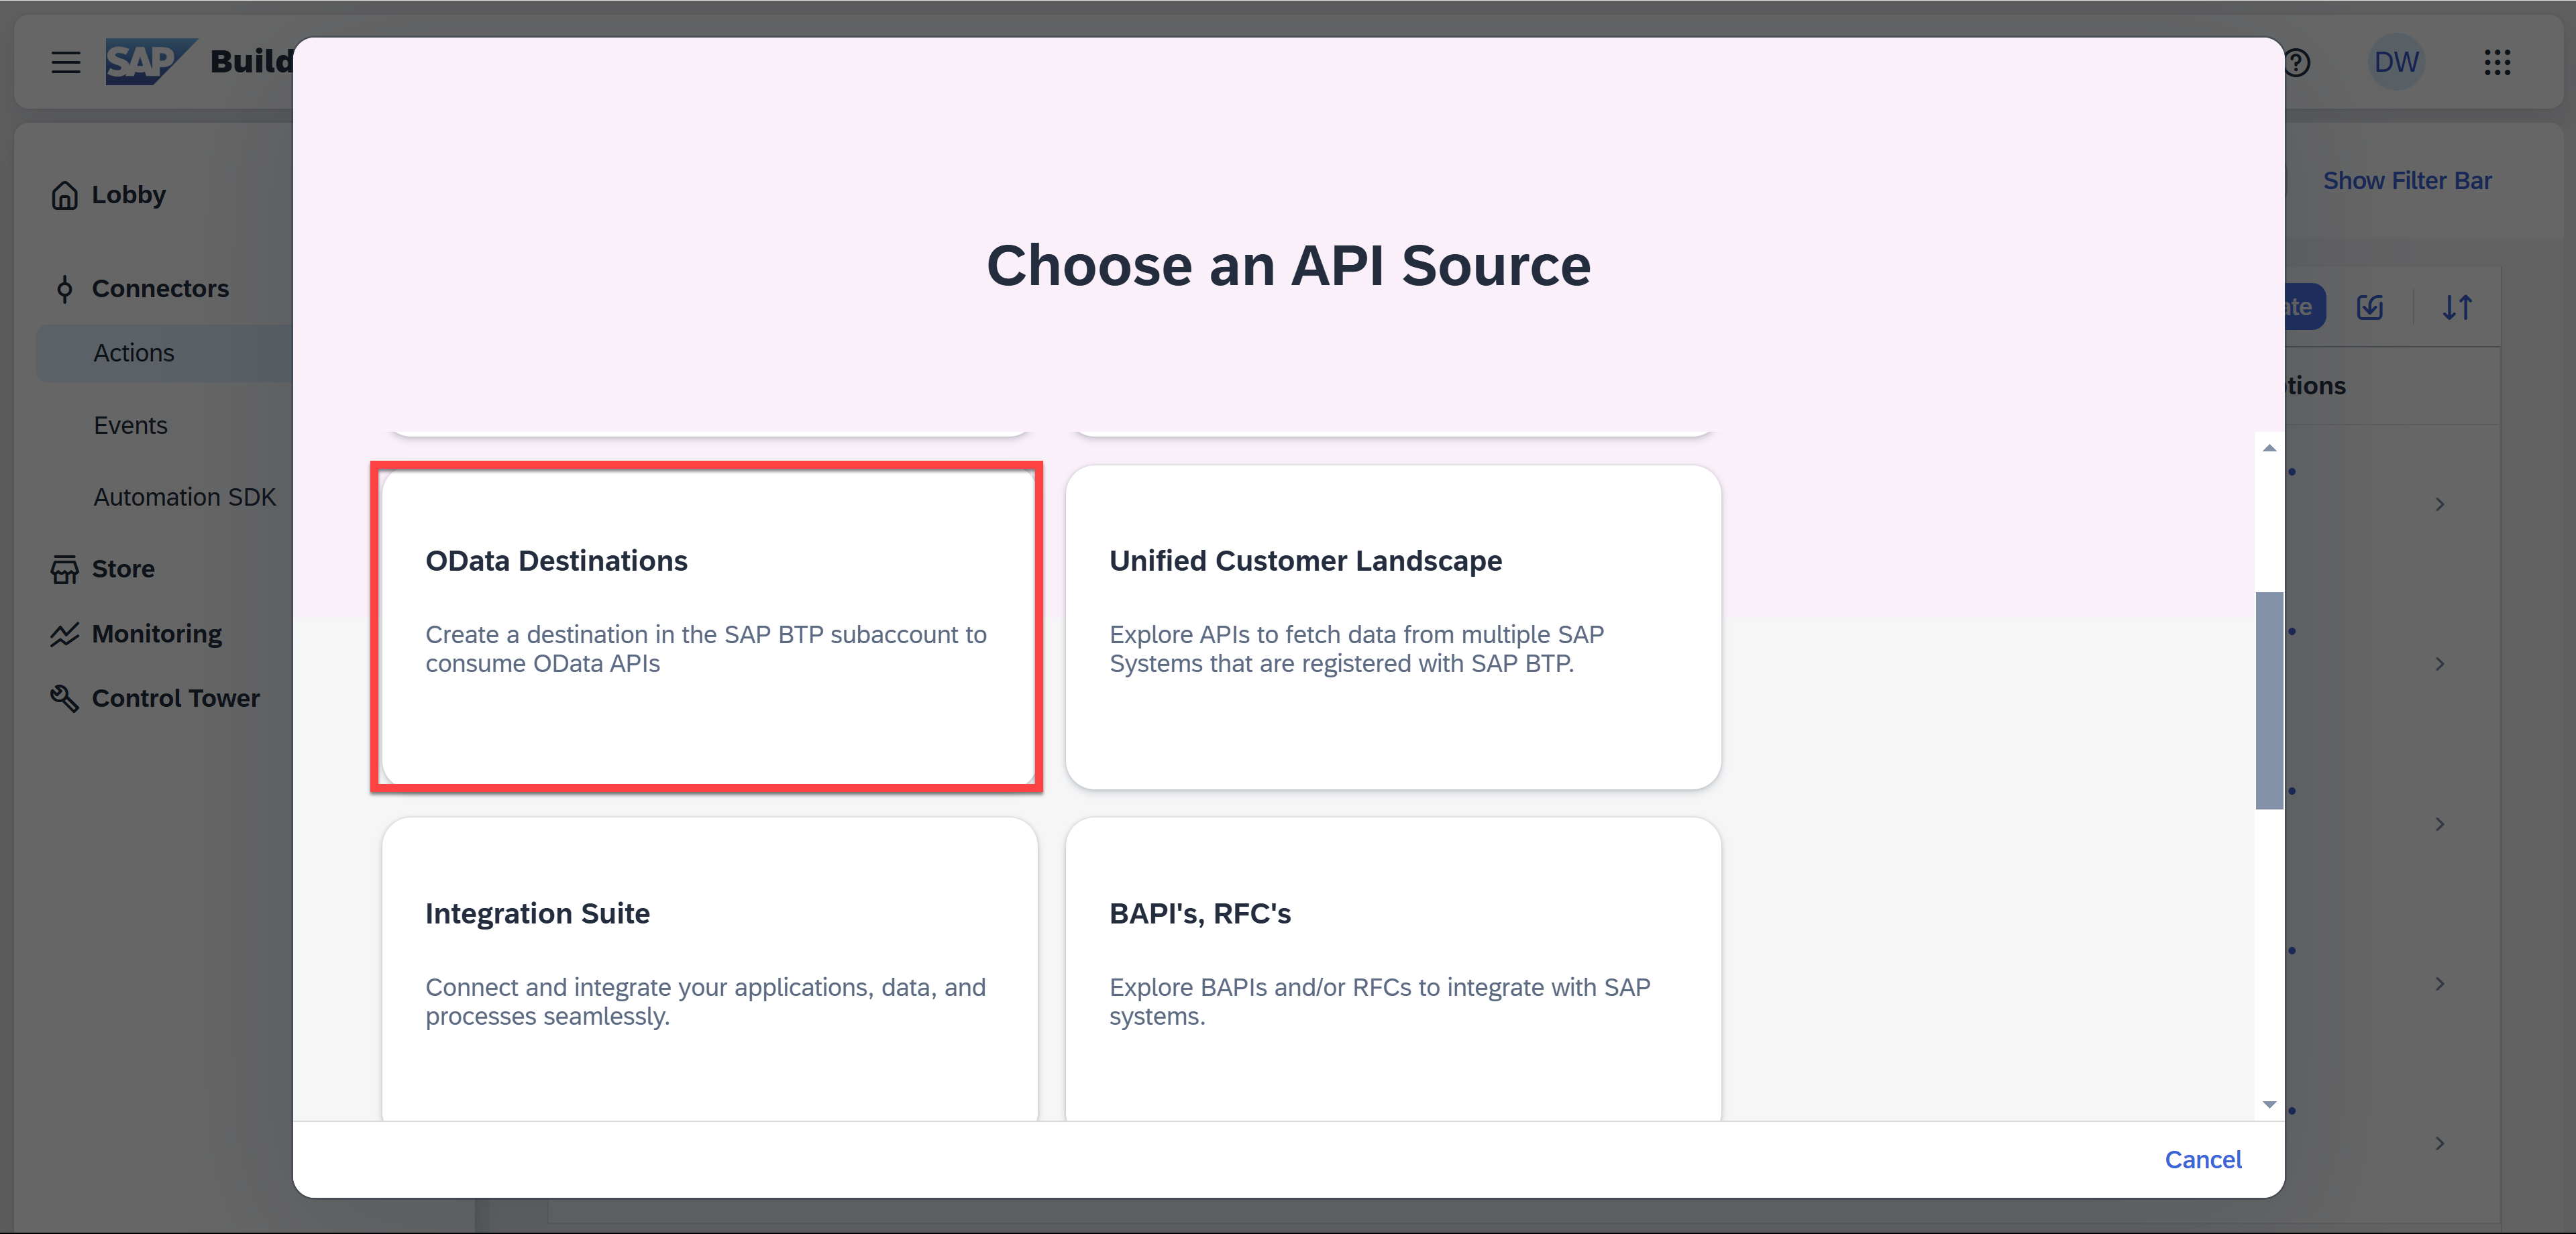 SAP Build
DW
Lobby
Show Filter Bar
Choose an API Source
Connectors
Actions
Events
Automation SDK
Store
Monitoring
Control Tower
OData Destinations
Create a destination in the SAP BTP subaccount to
consume OData APIs
Unified Customer Landscape
Explore APIs to fetch data from multiple SAP
Systems that are registered with SAP BTP.
Integration Suite
Connect and integrate your applications, data, and
processes seamlessly.
BAPI's, RFC's
Explore BAPIs and/or RFCs to integrate with SAP
systems.
Cancel